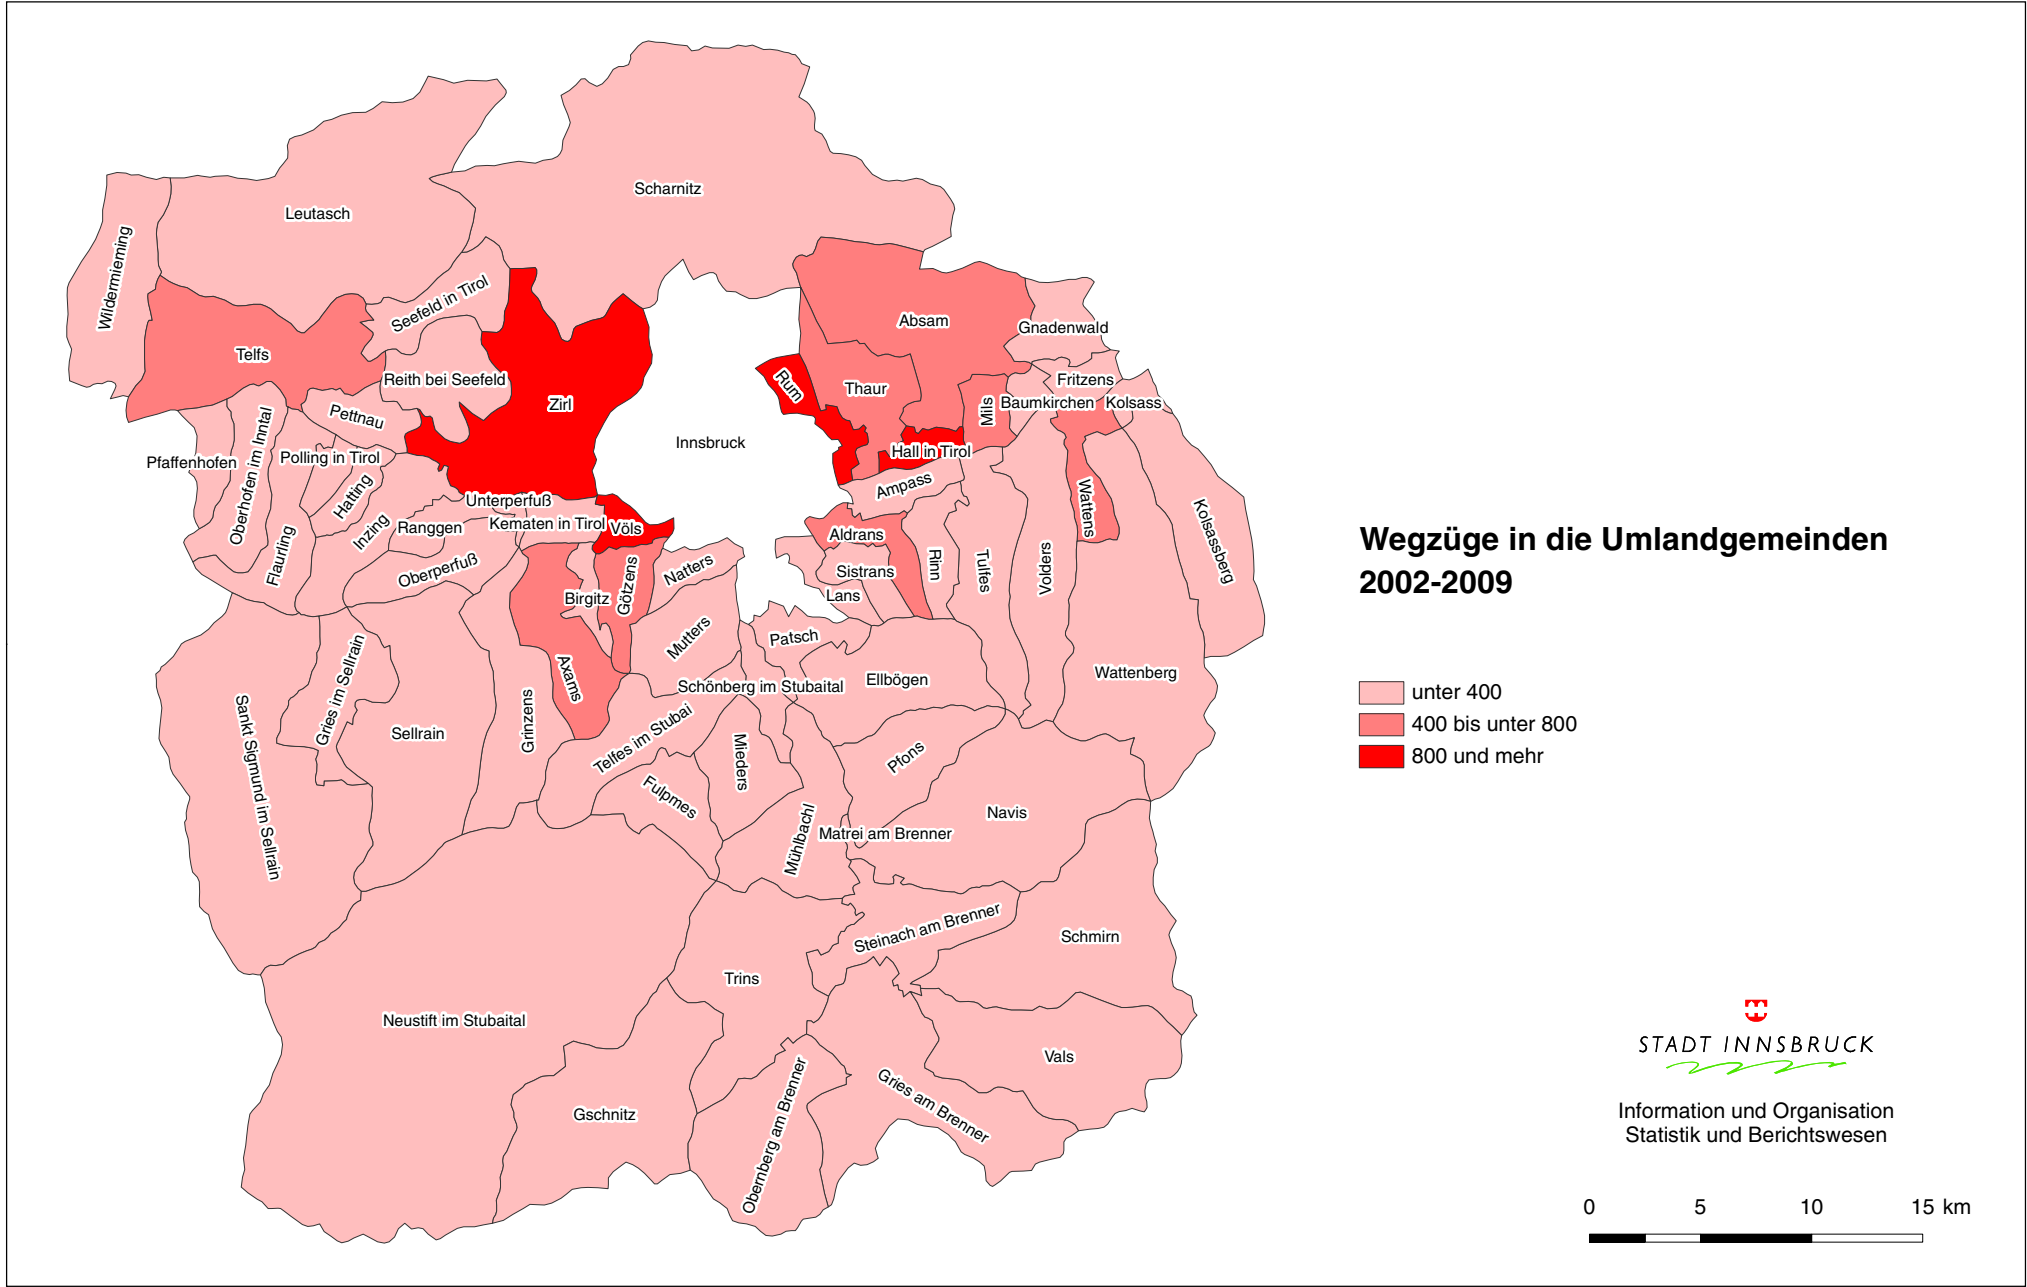 Scharnitz
Leutasch
Wildermieming
Seefeld in Tirol
Absam
Gnadenwald
Telfs
Reith bei Seefeld
Zirl
Rum
Thaur
Fritzens
Mils
Baumkirchen
Kolsass
Pettnau
Innsbruck
Hall in Tirol
Pfaffenhofen
Oberhofen im Inntal
Polling in Tirol
Hatting
Ampass
Unterperfuß
Kematen in Tirol
Völs
Ranggen
Inzing
Flaurling
Oberperfuß
Aldrans
Sistrans
Lans
Rinn
Tulfes
Volders
Wattens
Kolsassberg
Natters
Götzens
Birgitz
Mutters
Patsch
Axams
Schönberg im Stubaital
Ellbögen
Wattenberg
Gries im Sellrain
Sankt Sigmund im Sellrain
Sellrain
Grinzens
Telfes im Stubai
Mieders
Pfons
Fulpmes
Mühlbachl
Matrei am Brenner
Navis
Steinach am Brenner
Schmirn
Trins
Neustift im Stubaital
Vals
Gries am Brenner
Gschnitz
Obernberg am Brenner
Wegzüge in die Umlandgemeinden
2002-2009
unter 400
400 bis unter 800
800 und mehr
STADT INNSBRUCK
Information und Organisation
Statistik und Berichtswesen
0 5 10 15 km